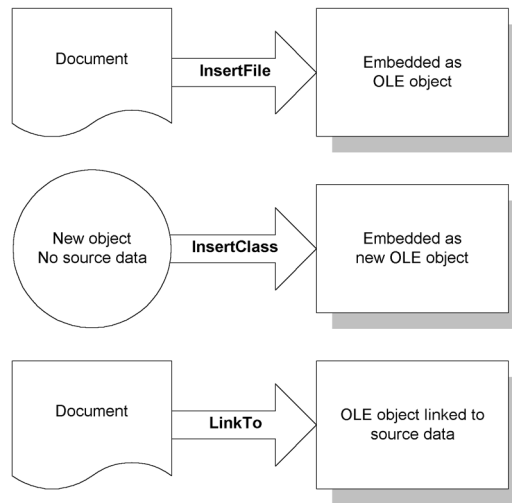 Document
InsertFile
Embedded as
OLE object
New object
No source data
InsertClass
Embedded as
new OLE object
Document
LinkTo
OLE object linked to
source data